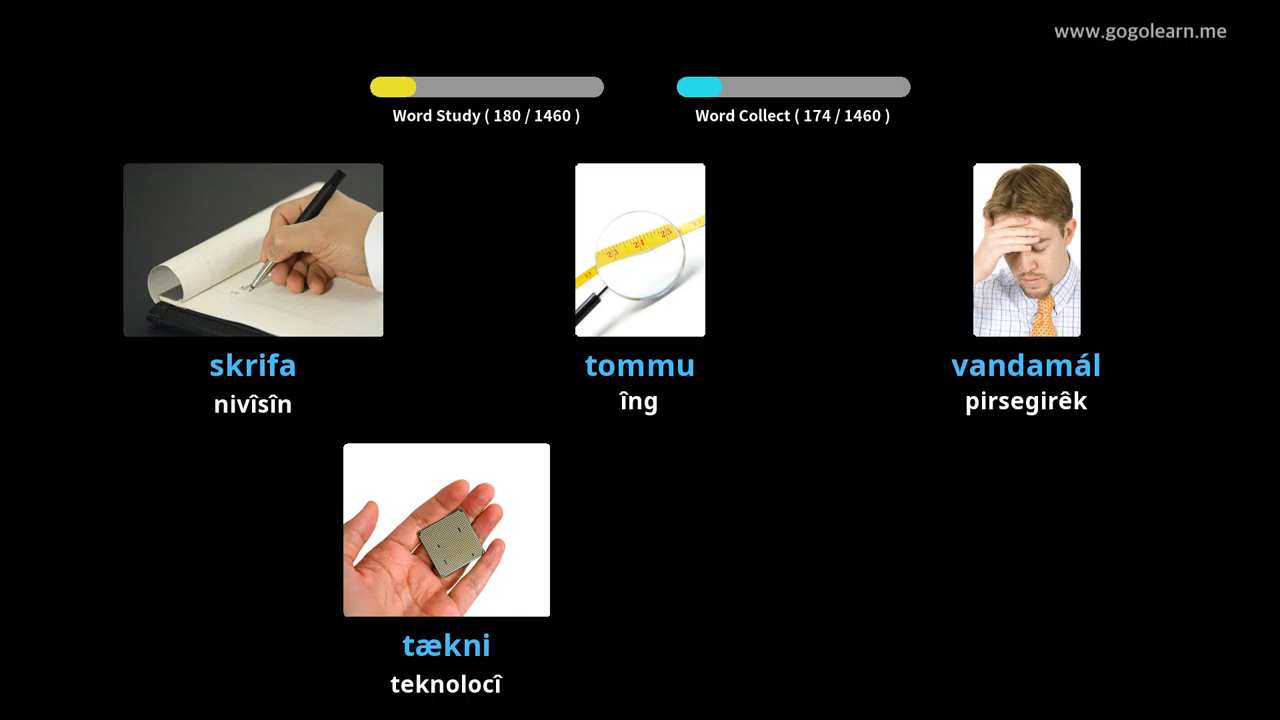 www.gogolearn.me
Word Study ( 180 / 1460 )
Word Collect ( 174 / 1460 )
skrifa
nivîsîn
tommu
îng
vandamál
pirsegirêk
tækni
teknolocî